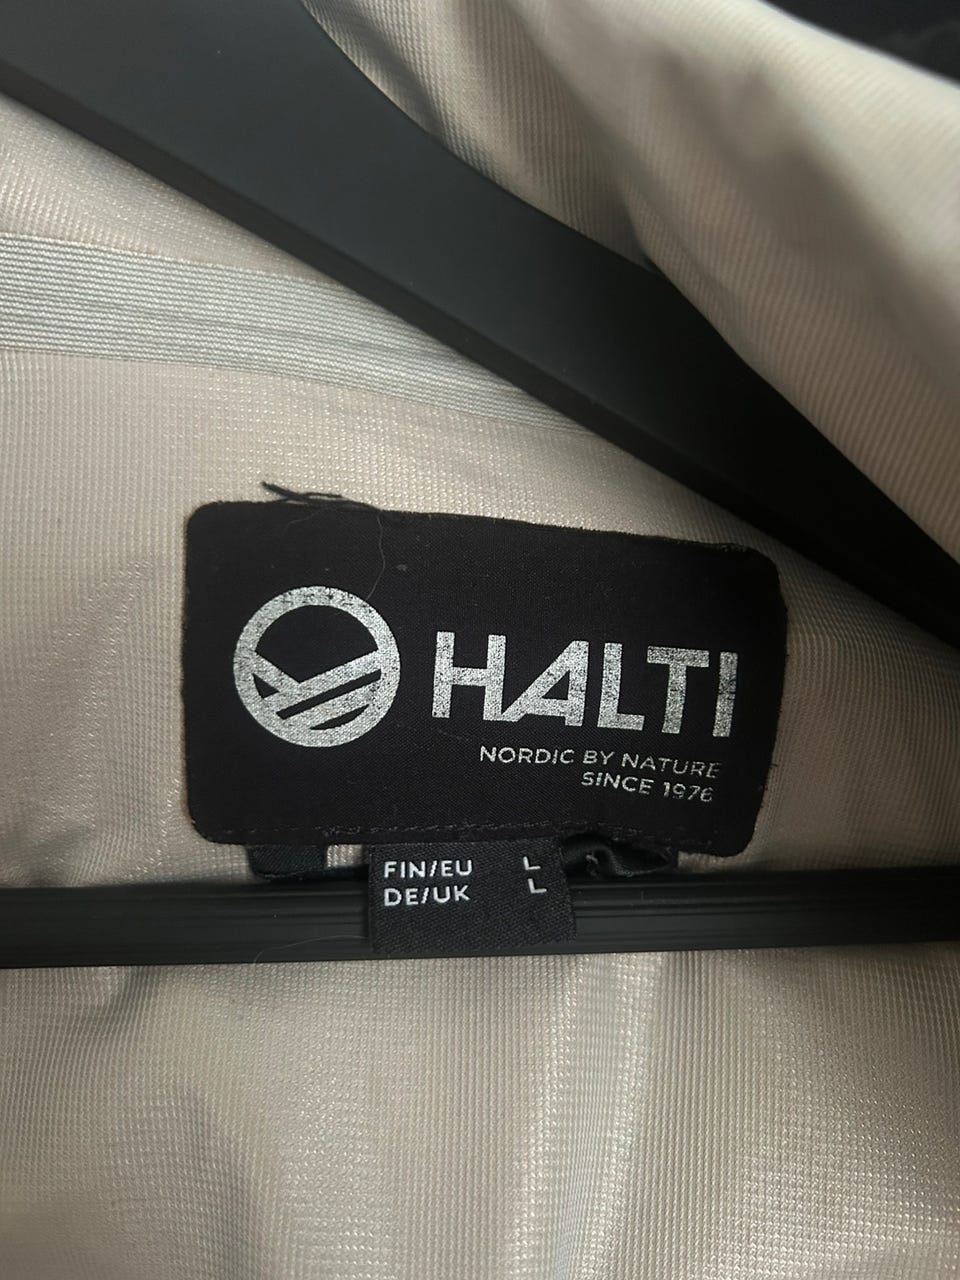 HALTI
NORDIC BY NATURE
SINCE 1976
FIN/EU L
DE/UK L